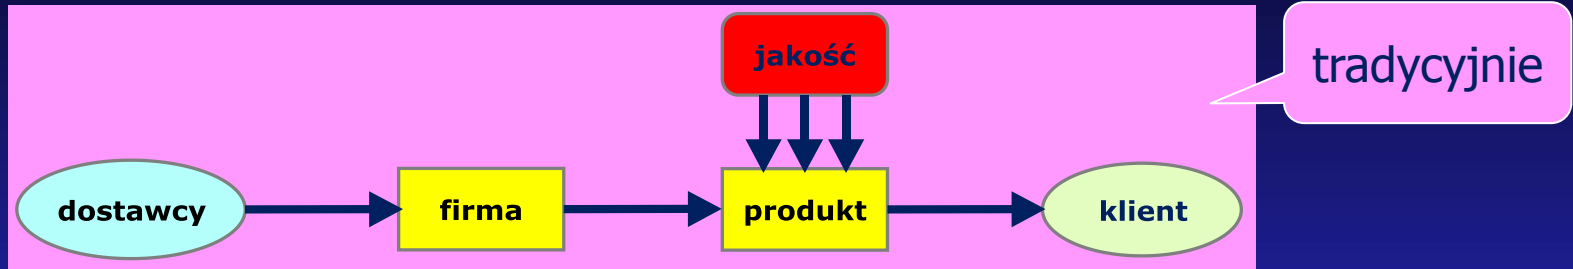 jakość
tradycyjnie
dostawcy
firma
produkt
klient